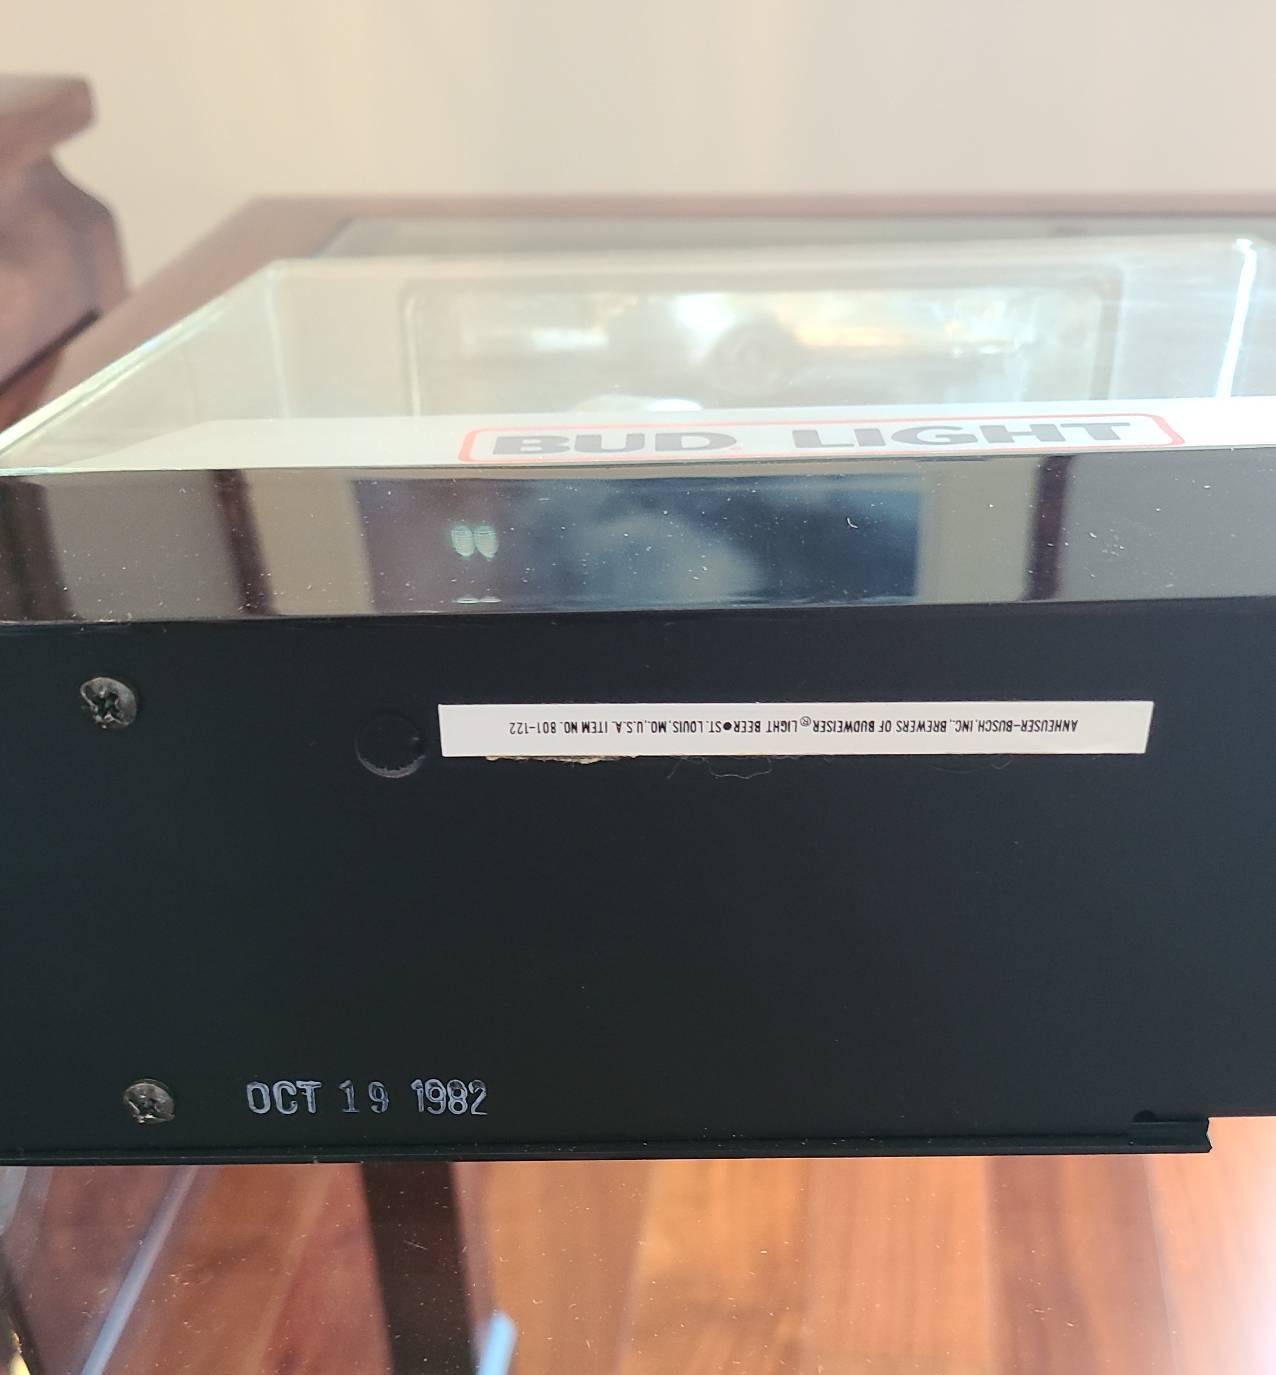 BUD LIGHT
ANHEUSER-BUSCH, INC., BREWERS OF BUDWEISER® LIGHT BEER●ST. LOUIS, MO., U.S.A. ITEM NO. 801-122
OCT 19 1982